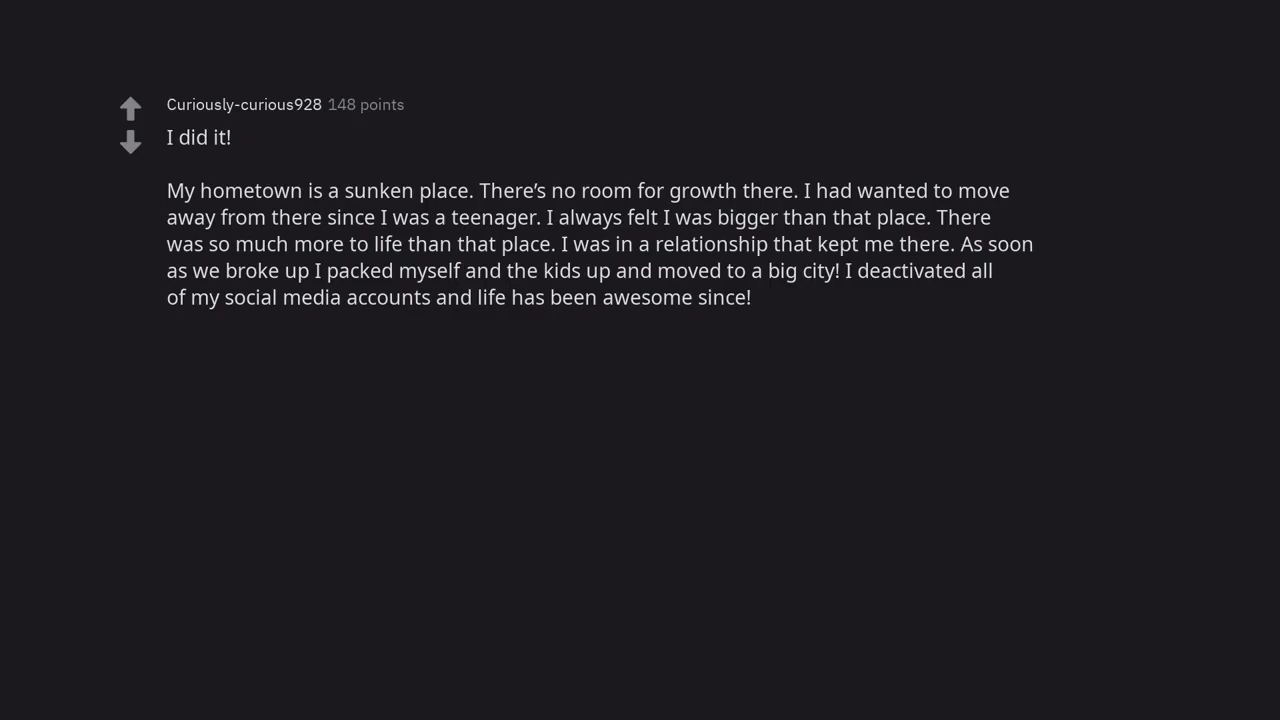 Curiously-curious928 148 points
I did it!
My hometown is a sunken place. There’s no room for growth there. I had wanted to move
away from there since I was a teenager. I always felt I was bigger than that place. There
was so much more to life than that place. I was in a relationship that kept me there. As soon
as we broke up I packed myself and the kids up and moved to a big city! I deactivated all
of my social media accounts and life has been awesome since!